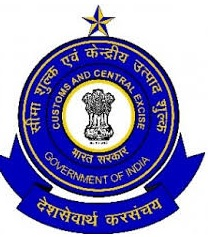 सीमा शुल्क एवं केन्द्रीय उत्पाद शुल्क
CUSTOMS AND CENTRAL EXCISE
भारत सरकार
GOVERNMENT OF INDIA
देशसेवार्थ करसंचय